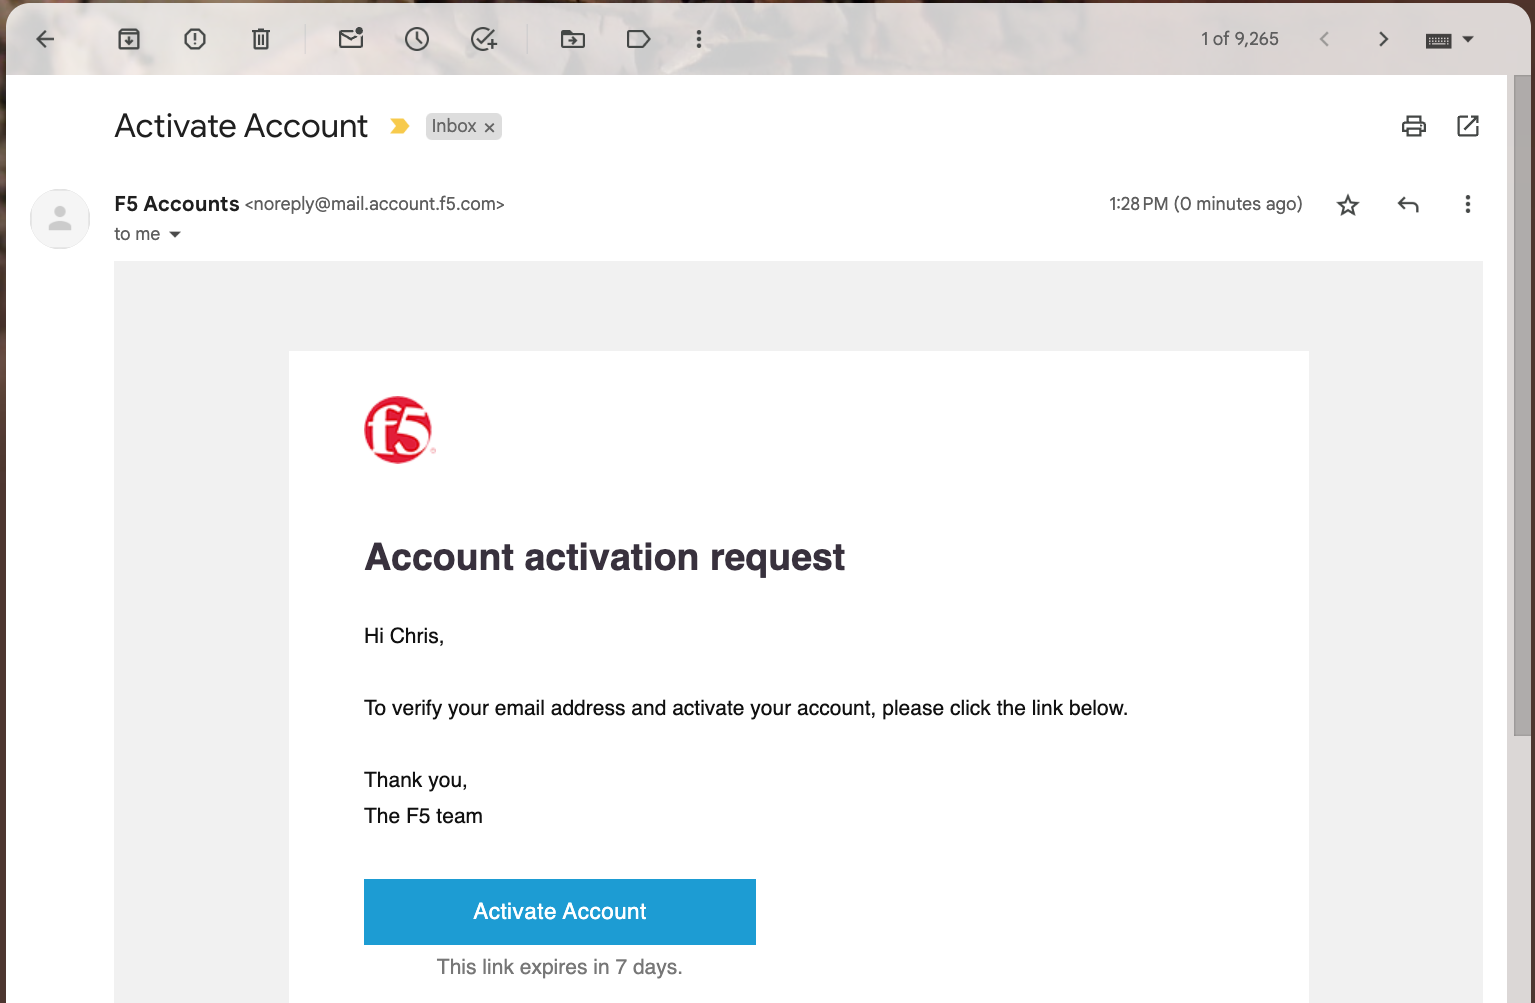 1 of 9,265
Activate Account
Inbox ×
F5 Accounts <noreply@mail.account.f5.com>
1:28 PM (0 minutes ago)
to me
f5
Account activation request
Hi Chris,
To verify your email address and activate your account, please click the link below.
Thank you,
The F5 team
Activate Account
This link expires in 7 days.